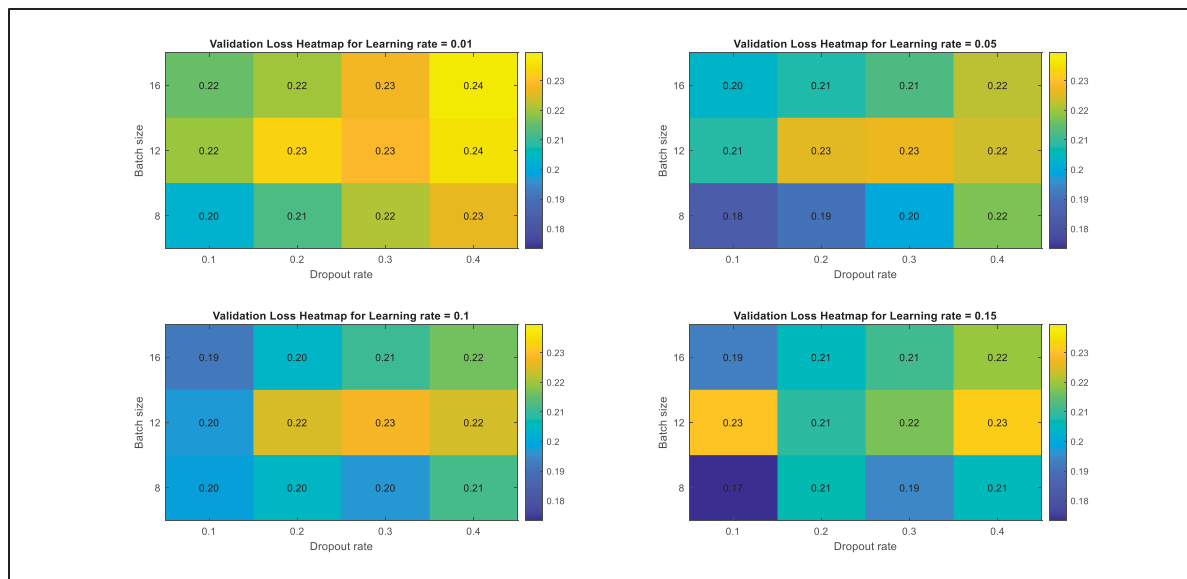 Validation Loss Heatmap for Learning rate = 0.01
16 0.22 0.22 0.23 0.24
12 0.22 0.23 0.23 0.24
8 0.20 0.21 0.22 0.23
0.1 0.2 0.3 0.4
Dropout rate
Batch size
0.23
0.22
0.21
0.2
0.19
0.18
Validation Loss Heatmap for Learning rate = 0.05
16 0.20 0.21 0.21 0.22
12 0.21 0.23 0.23 0.22
8 0.18 0.19 0.20 0.22
0.1 0.2 0.3 0.4
Dropout rate
Batch size
0.23
0.22
0.21
0.2
0.19
0.18
Validation Loss Heatmap for Learning rate = 0.1
16 0.19 0.20 0.21 0.22
12 0.20 0.22 0.23 0.22
8 0.20 0.20 0.20 0.21
0.1 0.2 0.3 0.4
Dropout rate
Batch size
0.23
0.22
0.21
0.2
0.19
0.18
Validation Loss Heatmap for Learning rate = 0.15
16 0.19 0.21 0.21 0.22
12 0.23 0.21 0.22 0.23
8 0.17 0.21 0.19 0.21
0.1 0.2 0.3 0.4
Dropout rate
Batch size
0.23
0.22
0.21
0.2
0.19
0.18